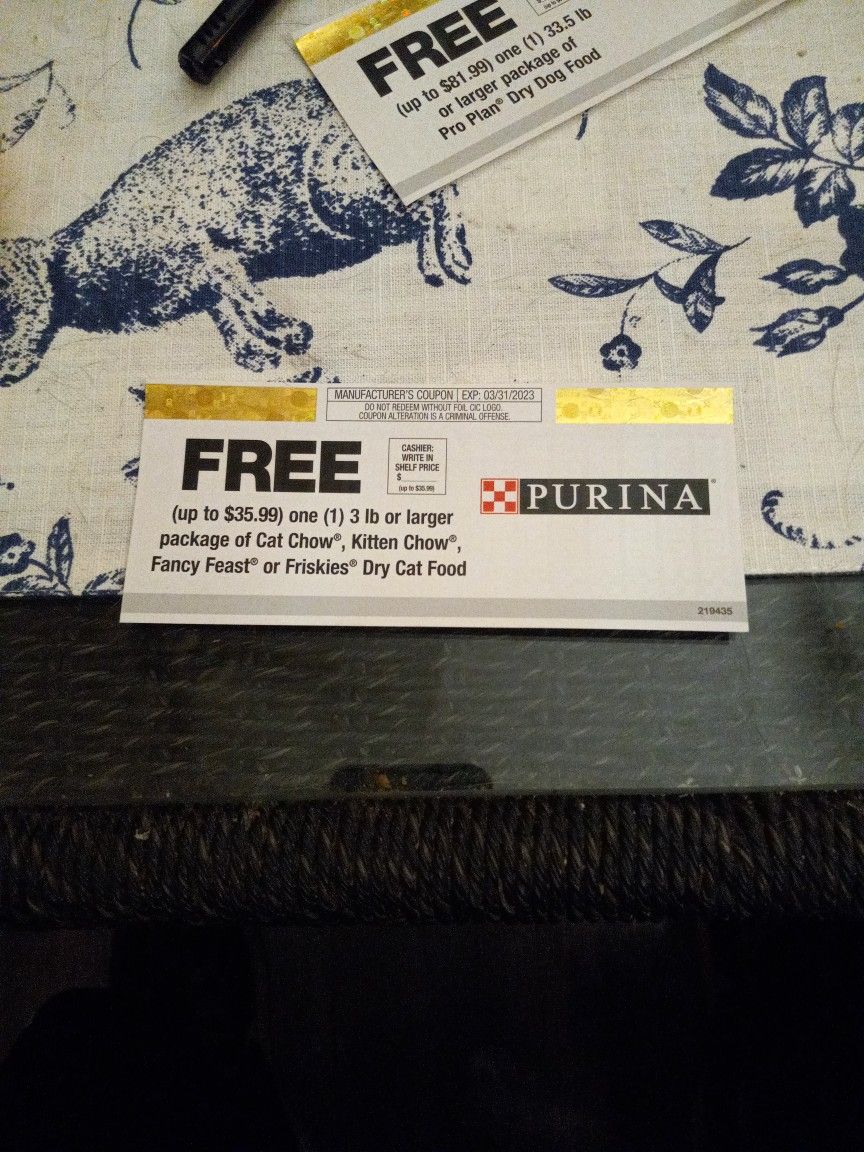 FREE
(up to $81.99) one (1) 33.5 lb
or larger package of
Pro Plan® Dry Dog Food
MANUFACTURER'S COUPON | EXP: 03/31/2023
DO NOT REDEEM WITHOUT FOIL CIC LOGO.
COUPON ALTERATION IS A CRIMINAL OFFENSE.
FREE
CASHIER:
WRITE IN
SHELF PRICE
$
(up to $35.99)
(up to $35.99) one (1) 3 lb or larger
package of Cat Chow®, Kitten Chow®,
Fancy Feast® or Friskies® Dry Cat Food
PURINA®
219435